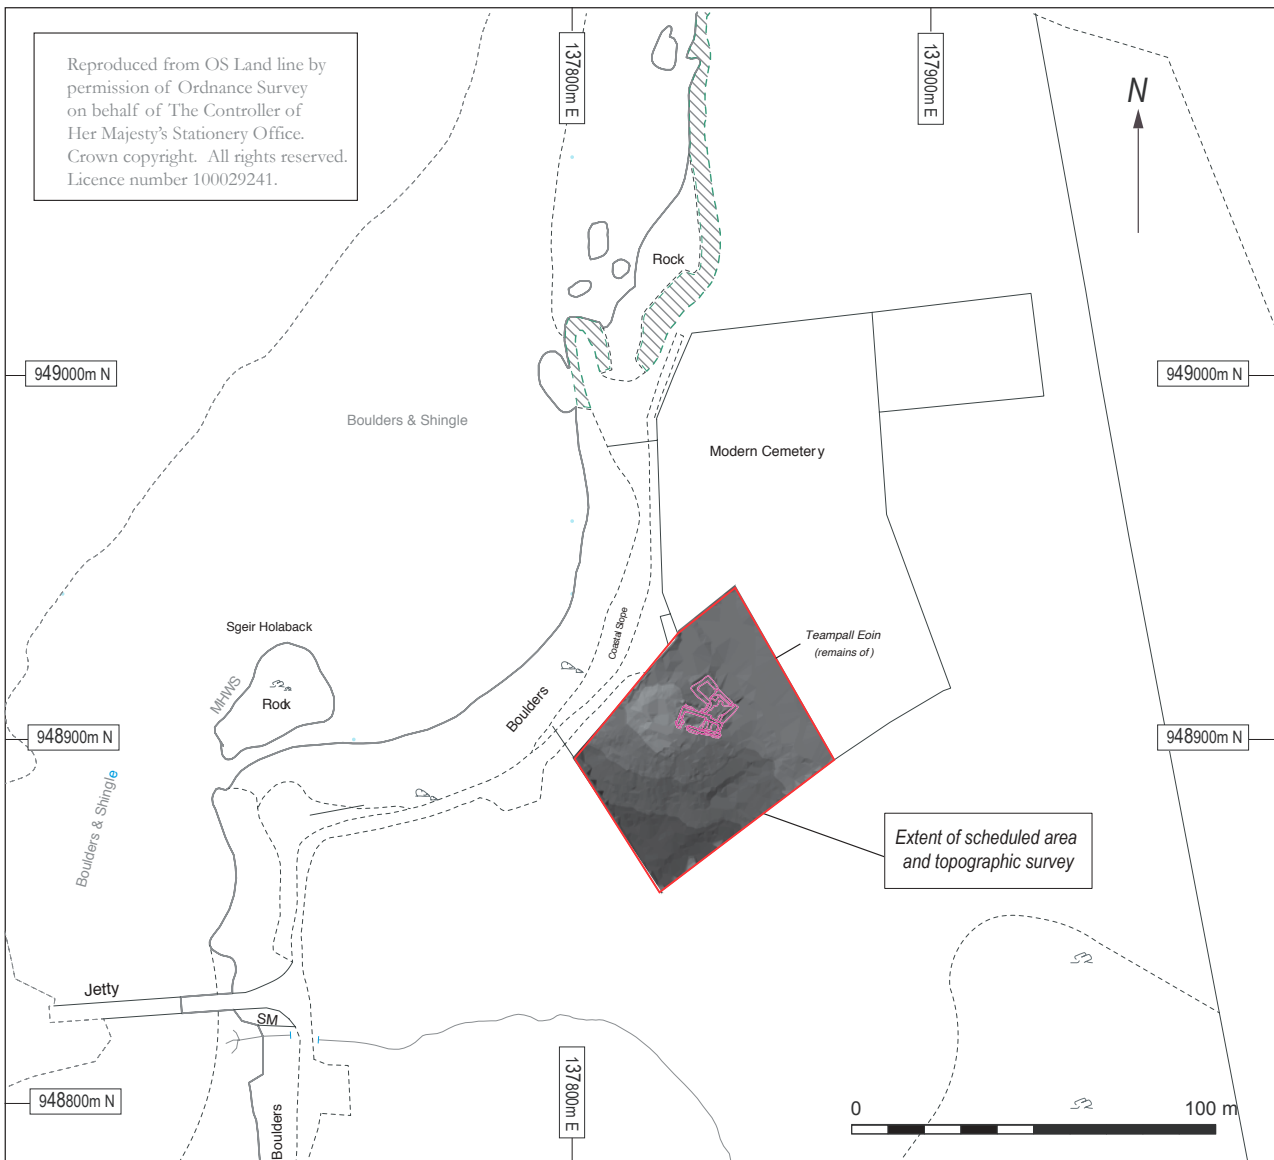 Reproduced from OS Land line by
permission of Ordnance Survey
on behalf of The Controller of
Her Majesty's Stationery Office.
Crown copyright. All rights reserved.
Licence number 100029241.
137800m E
137900m E
N
Rock
949000m N
949000m N
Boulders & Shingle
Modern Cemetery
Coastal Slope
Sgeir Holaback
Teampall Eoin
(remains of)
MHWS
Rock
Boulders
948900m N
948900m N
Boulders & Shingle
Extent of scheduled area
and topographic survey
Jetty
SM
948800m N
Boulders
137800m E
0
100 m